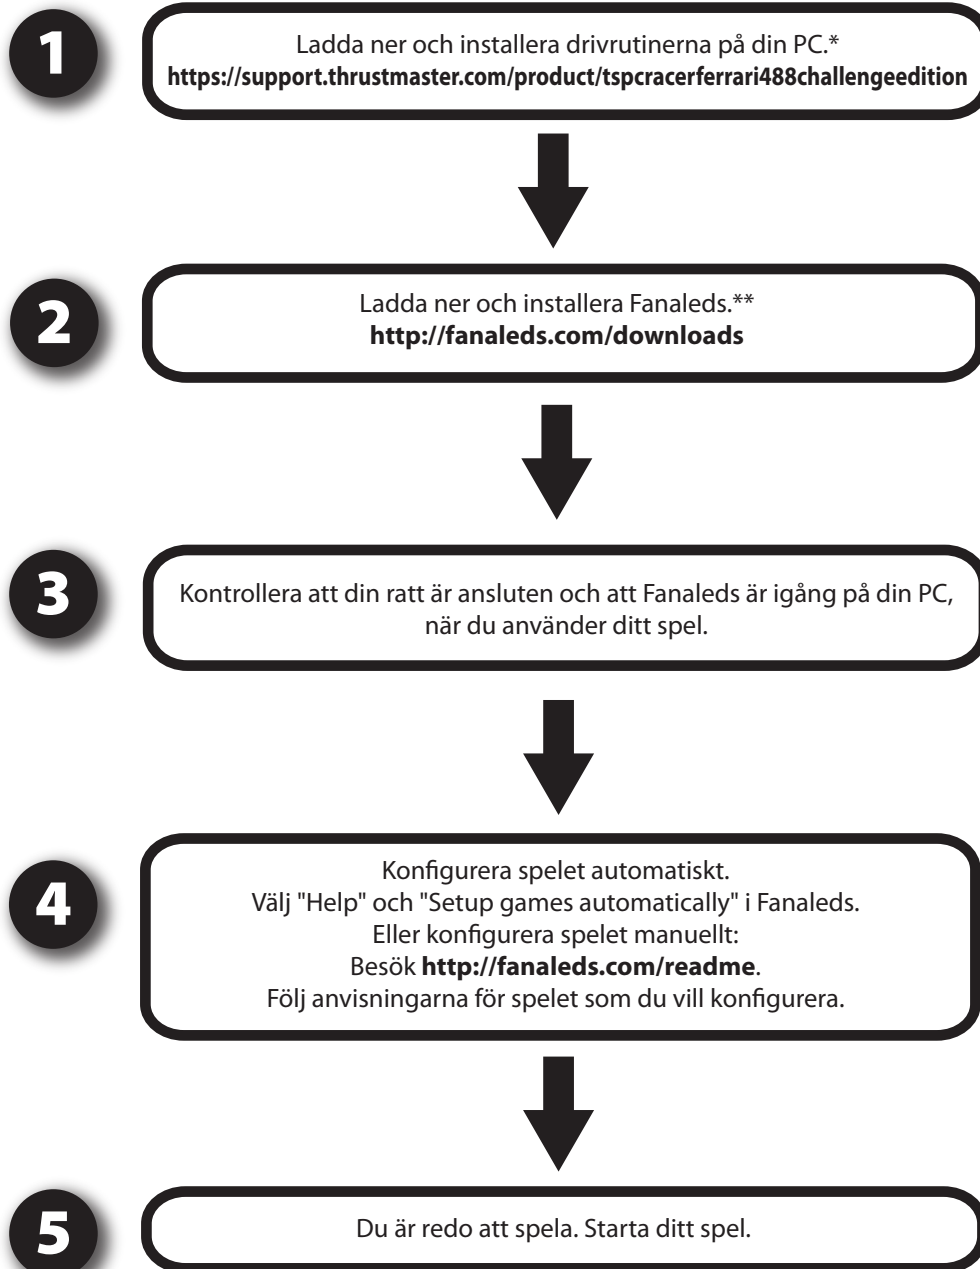 1
Ladda ner och installera drivrutinerna på din PC.*
https://support.thrustmaster.com/product/tspcracerferrari488challengeedition
2
Ladda ner och installera Fanaleds.**
http://fanaleds.com/downloads
3
Kontrollera att din ratt är ansluten och att Fanaleds är igång på din PC,
när du använder ditt spel.
4
Konfigurera spelet automatiskt.
Välj "Help" och "Setup games automatically" i Fanaleds.
Eller konfigurera spelet manuellt:
Besök http://fanaleds.com/readme.
Följ anvisningarna för spelet som du vill konfigurera.
5
Du är redo att spela. Starta ditt spel.